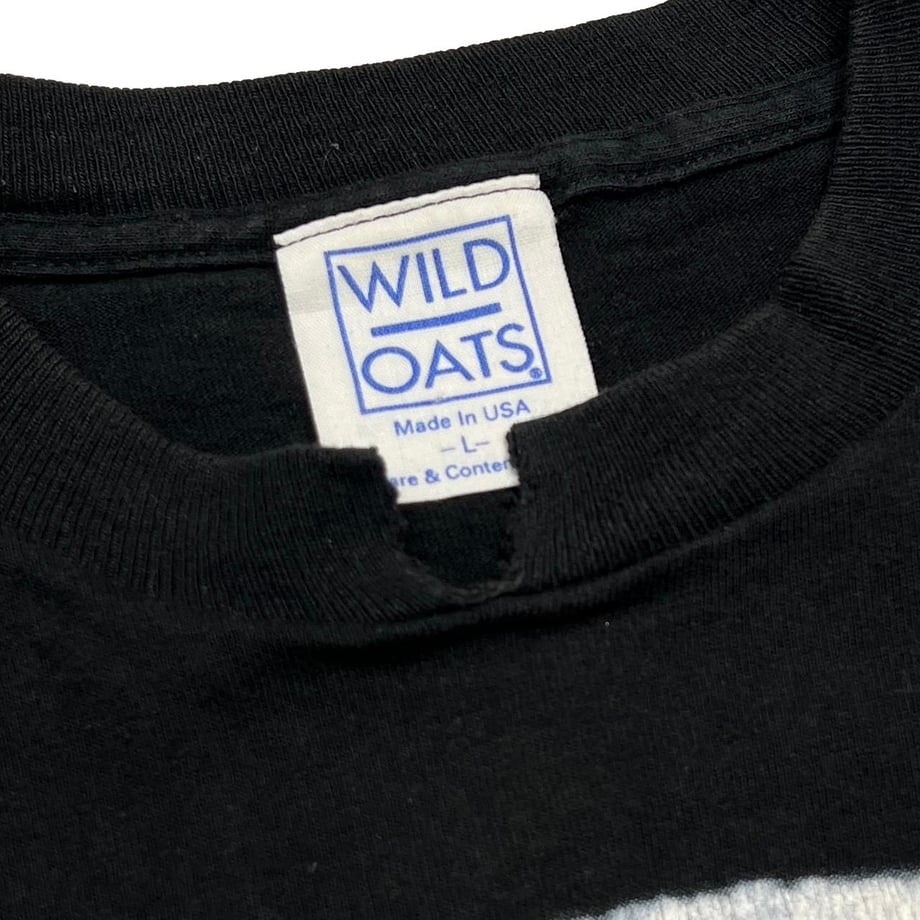 WILD
OATS®
Made In USA
– L –
&